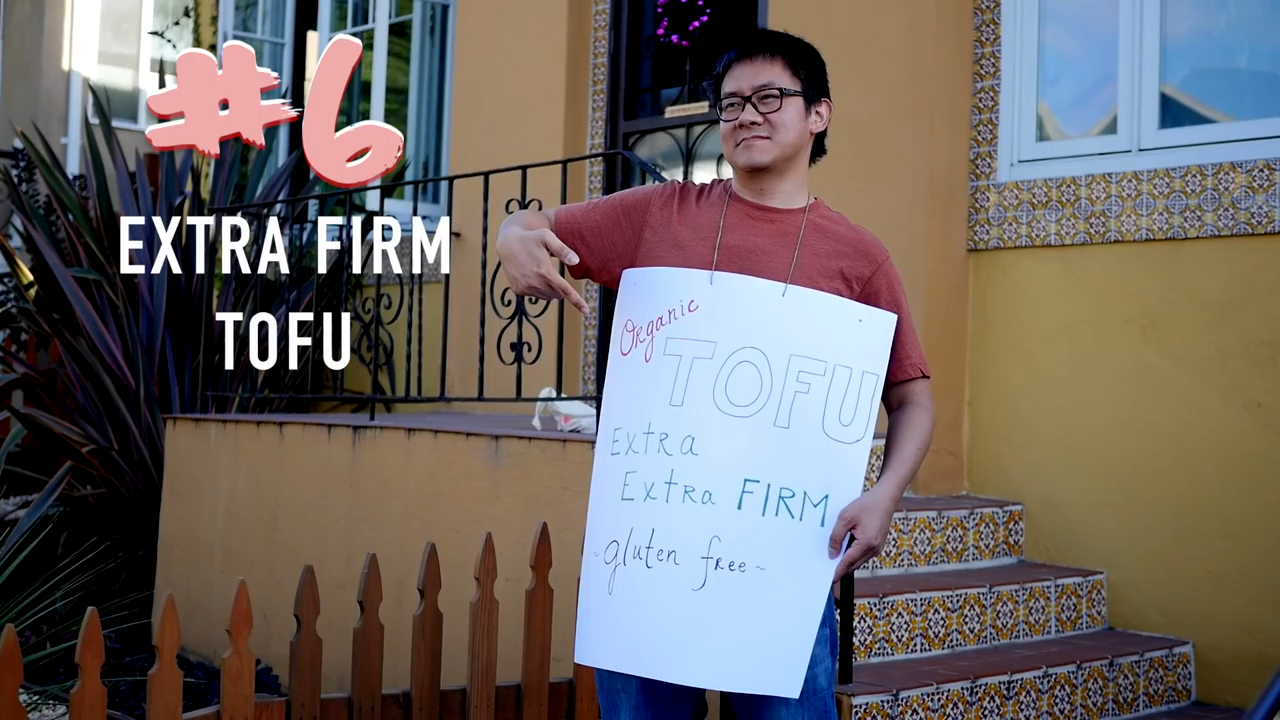 #6
EXTRA FIRM
TOFU
Organic
TOFU
Extra
Extra FIRM
~gluten free~